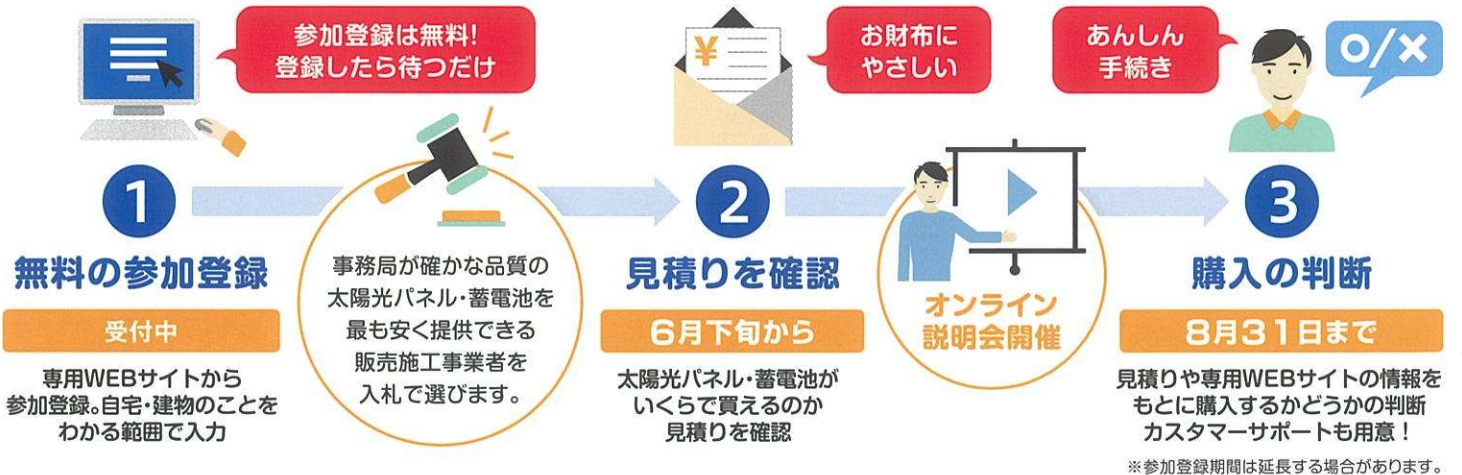 参加登録は無料!
登録したら待つだけ
¥
お財布に
やさしい
あんしん
手続き
O/×
1
無料の参加登録
受付中
専用WEBサイトから
参加登録。自宅・建物のことを
わかる範囲で入力
事務局が確かな品質の
太陽光パネル・蓄電池を
最も安く提供できる
販売施工事業者を
入札で選びます。
2
見積りを確認
6月下旬から
太陽光パネル・蓄電池が
いくらで買えるのか
見積りを確認
オンライン
説明会開催
3
購入の判断
8月31日まで
見積りや専用WEBサイトの情報を
もとに購入するかどうかの判断
カスタマーサポートも用意!
※参加登録期間は延長する場合があります。